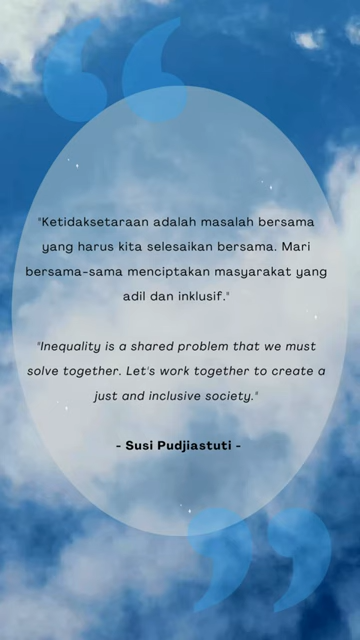 "Ketidaksetaraan adalah masalah bersama
yang harus kita selesaikan bersama. Mari
bersama-sama menciptakan masyarakat yang
adil dan inklusif."
"Inequality is a shared problem that we must
solve together. Let's work together to create a
just and inclusive society."
- Susi Pudjiastuti -